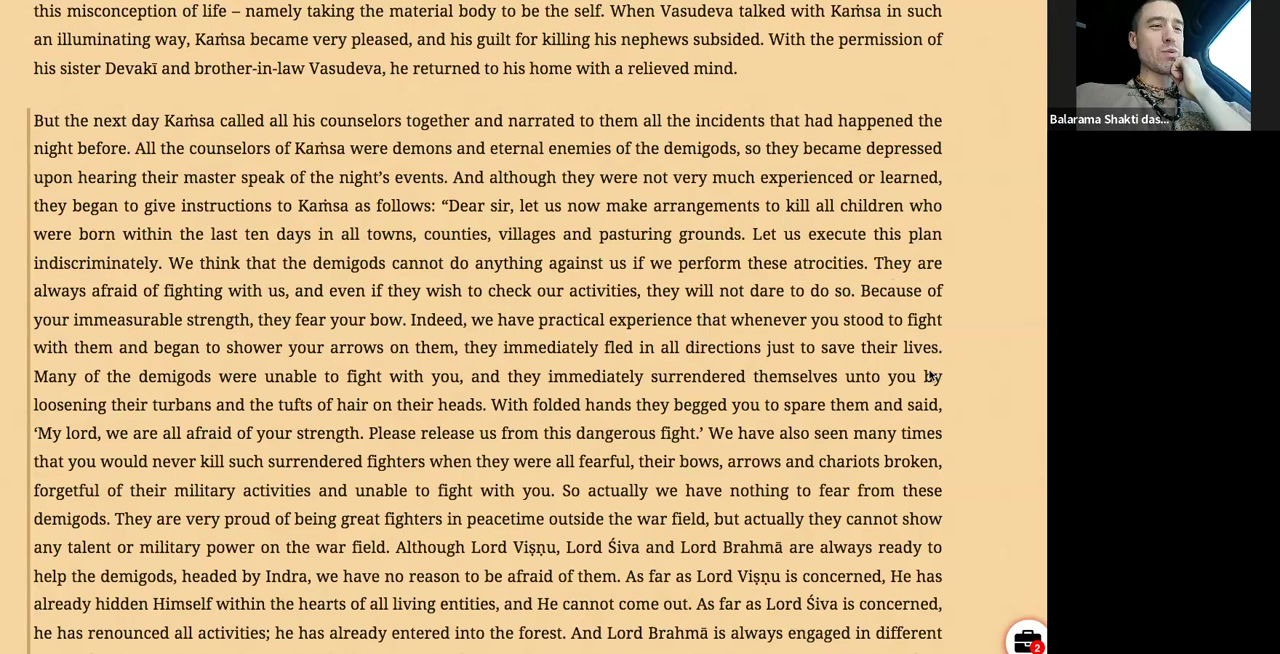 this misconception of life – namely taking the material body to be the self. When Vasudeva talked with Kaṁsa in such
an illuminating way, Kaṁsa became very pleased, and his guilt for killing his nephews subsided. With the permission of
his sister Devakī and brother-in-law Vasudeva, he returned to his home with a relieved mind.
But the next day Kaṁsa called all his counselors together and narrated to them all the incidents that had happened the
night before. All the counselors of Kaṁsa were demons and eternal enemies of the demigods, so they became depressed
upon hearing their master speak of the night’s events. And although they were not very much experienced or learned,
they began to give instructions to Kaṁsa as follows: “Dear sir, let us now make arrangements to kill all children who
were born within the last ten days in all towns, counties, villages and pasturing grounds. Let us execute this plan
indiscriminately. We think that the demigods cannot do anything against us if we perform these atrocities. They are
always afraid of fighting with us, and even if they wish to check our activities, they will not dare to do so. Because of
your immeasurable strength, they fear your bow. Indeed, we have practical experience that whenever you stood to fight
with them and began to shower your arrows on them, they immediately fled in all directions just to save their lives.
Many of the demigods were unable to fight with you, and they immediately surrendered themselves unto you by
loosening their turbans and the tufts of hair on their heads. With folded hands they begged you to spare them and said,
‘My lord, we are all afraid of your strength. Please release us from this dangerous fight.’ We have also seen many times
that you would never kill such surrendered fighters when they were all fearful, their bows, arrows and chariots broken,
forgetful of their military activities and unable to fight with you. So actually we have nothing to fear from these
demigods. They are very proud of being great fighters in peacetime outside the war field, but actually they cannot show
any talent or military power on the war field. Although Lord Viṣṇu, Lord Śiva and Lord Brahmā are always ready to
help the demigods, headed by Indra, we have no reason to be afraid of them. As far as Lord Viṣṇu is concerned, He has
already hidden Himself within the hearts of all living entities, and He cannot come out. As far as Lord Śiva is concerned,
he has renounced all activities; he has already entered into the forest. And Lord Brahmā is always engaged in different
Balarama Shakti das...
2